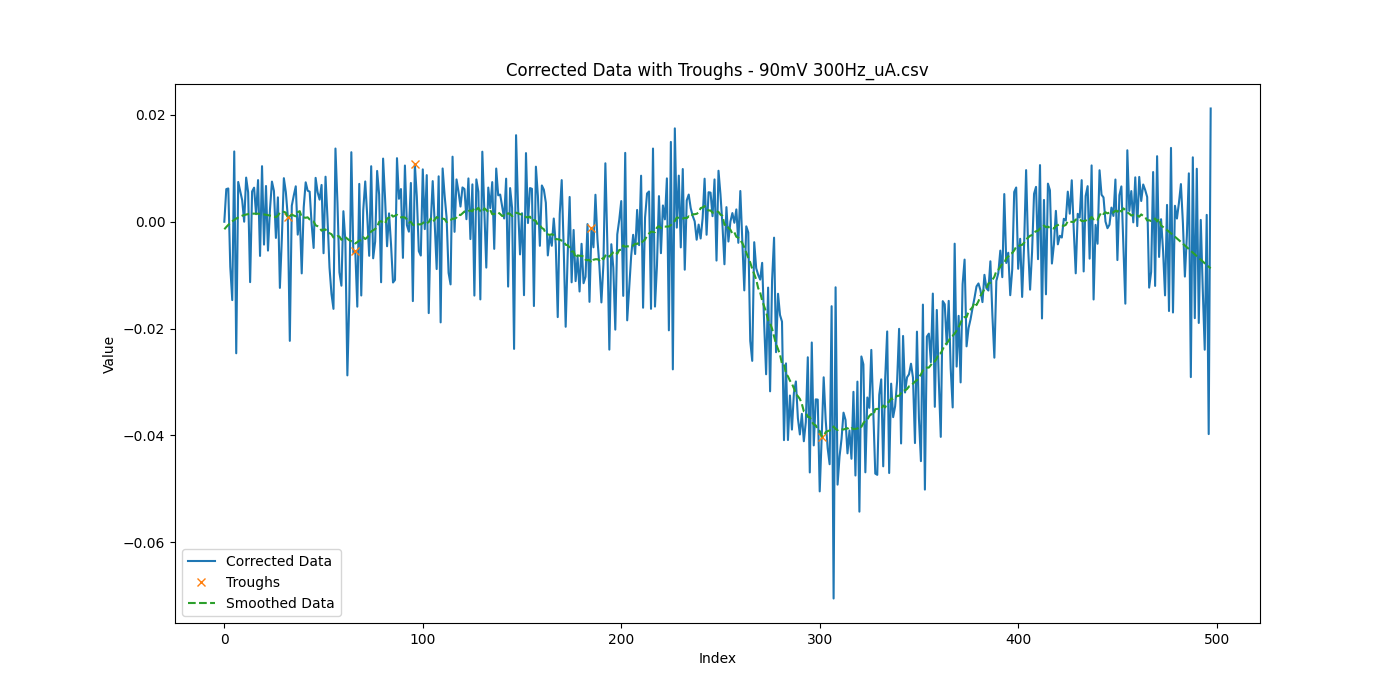 Corrected Data with Troughs - 90mV 300Hz_uA.csv
0.02
0.00
−0.02
−0.04
−0.06
Value
Corrected Data
Troughs
Smoothed Data
0 100 200 300 400 500
Index